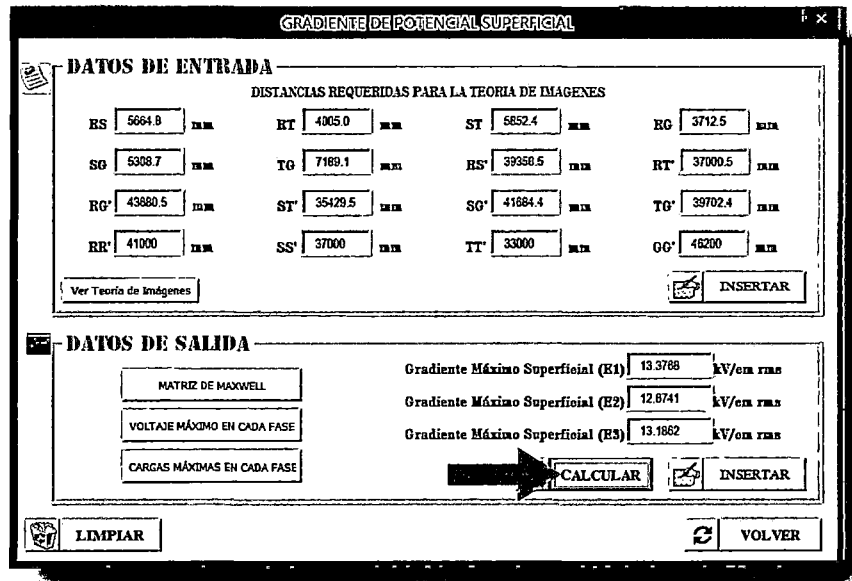 GRADIENTE DE POTENCIAL SUPERFICIAL
DATOS DE ENTRADA
DISTANCIAS REQUERIDAS PARA LA TEORIA DE IMAGENES
RS 5664.8 mm RT 4005.0 mm ST 5852.4 mm RG 3712.5 mm
SG 5308.7 mm TG 7189.1 mm RS' 39358.5 mm RT' 37000.5 mm
RG' 43880.5 mm ST' 35429.5 mm SG' 41684.4 mm TG' 39702.4 mm
RR' 41000 mm SS' 37000 mm TT' 33000 mm GG' 46200 mm
Ver Teoría de Imágenes INSERTAR
DATOS DE SALIDA
MATRIZ DE MAXWELL
VOLTAJE MÁXIMO EN CADA FASE
CARGAS MÁXIMAS EN CADA FASE
Gradiente Máximo Superficial (E1) 13.3768 kV/cm rms
Gradiente Máximo Superficial (E2) 12.8741 kV/cm rms
Gradiente Máximo Superficial (E3) 13.1862 kV/cm rms
CALCULAR INSERTAR
LIMPIAR VOLVER